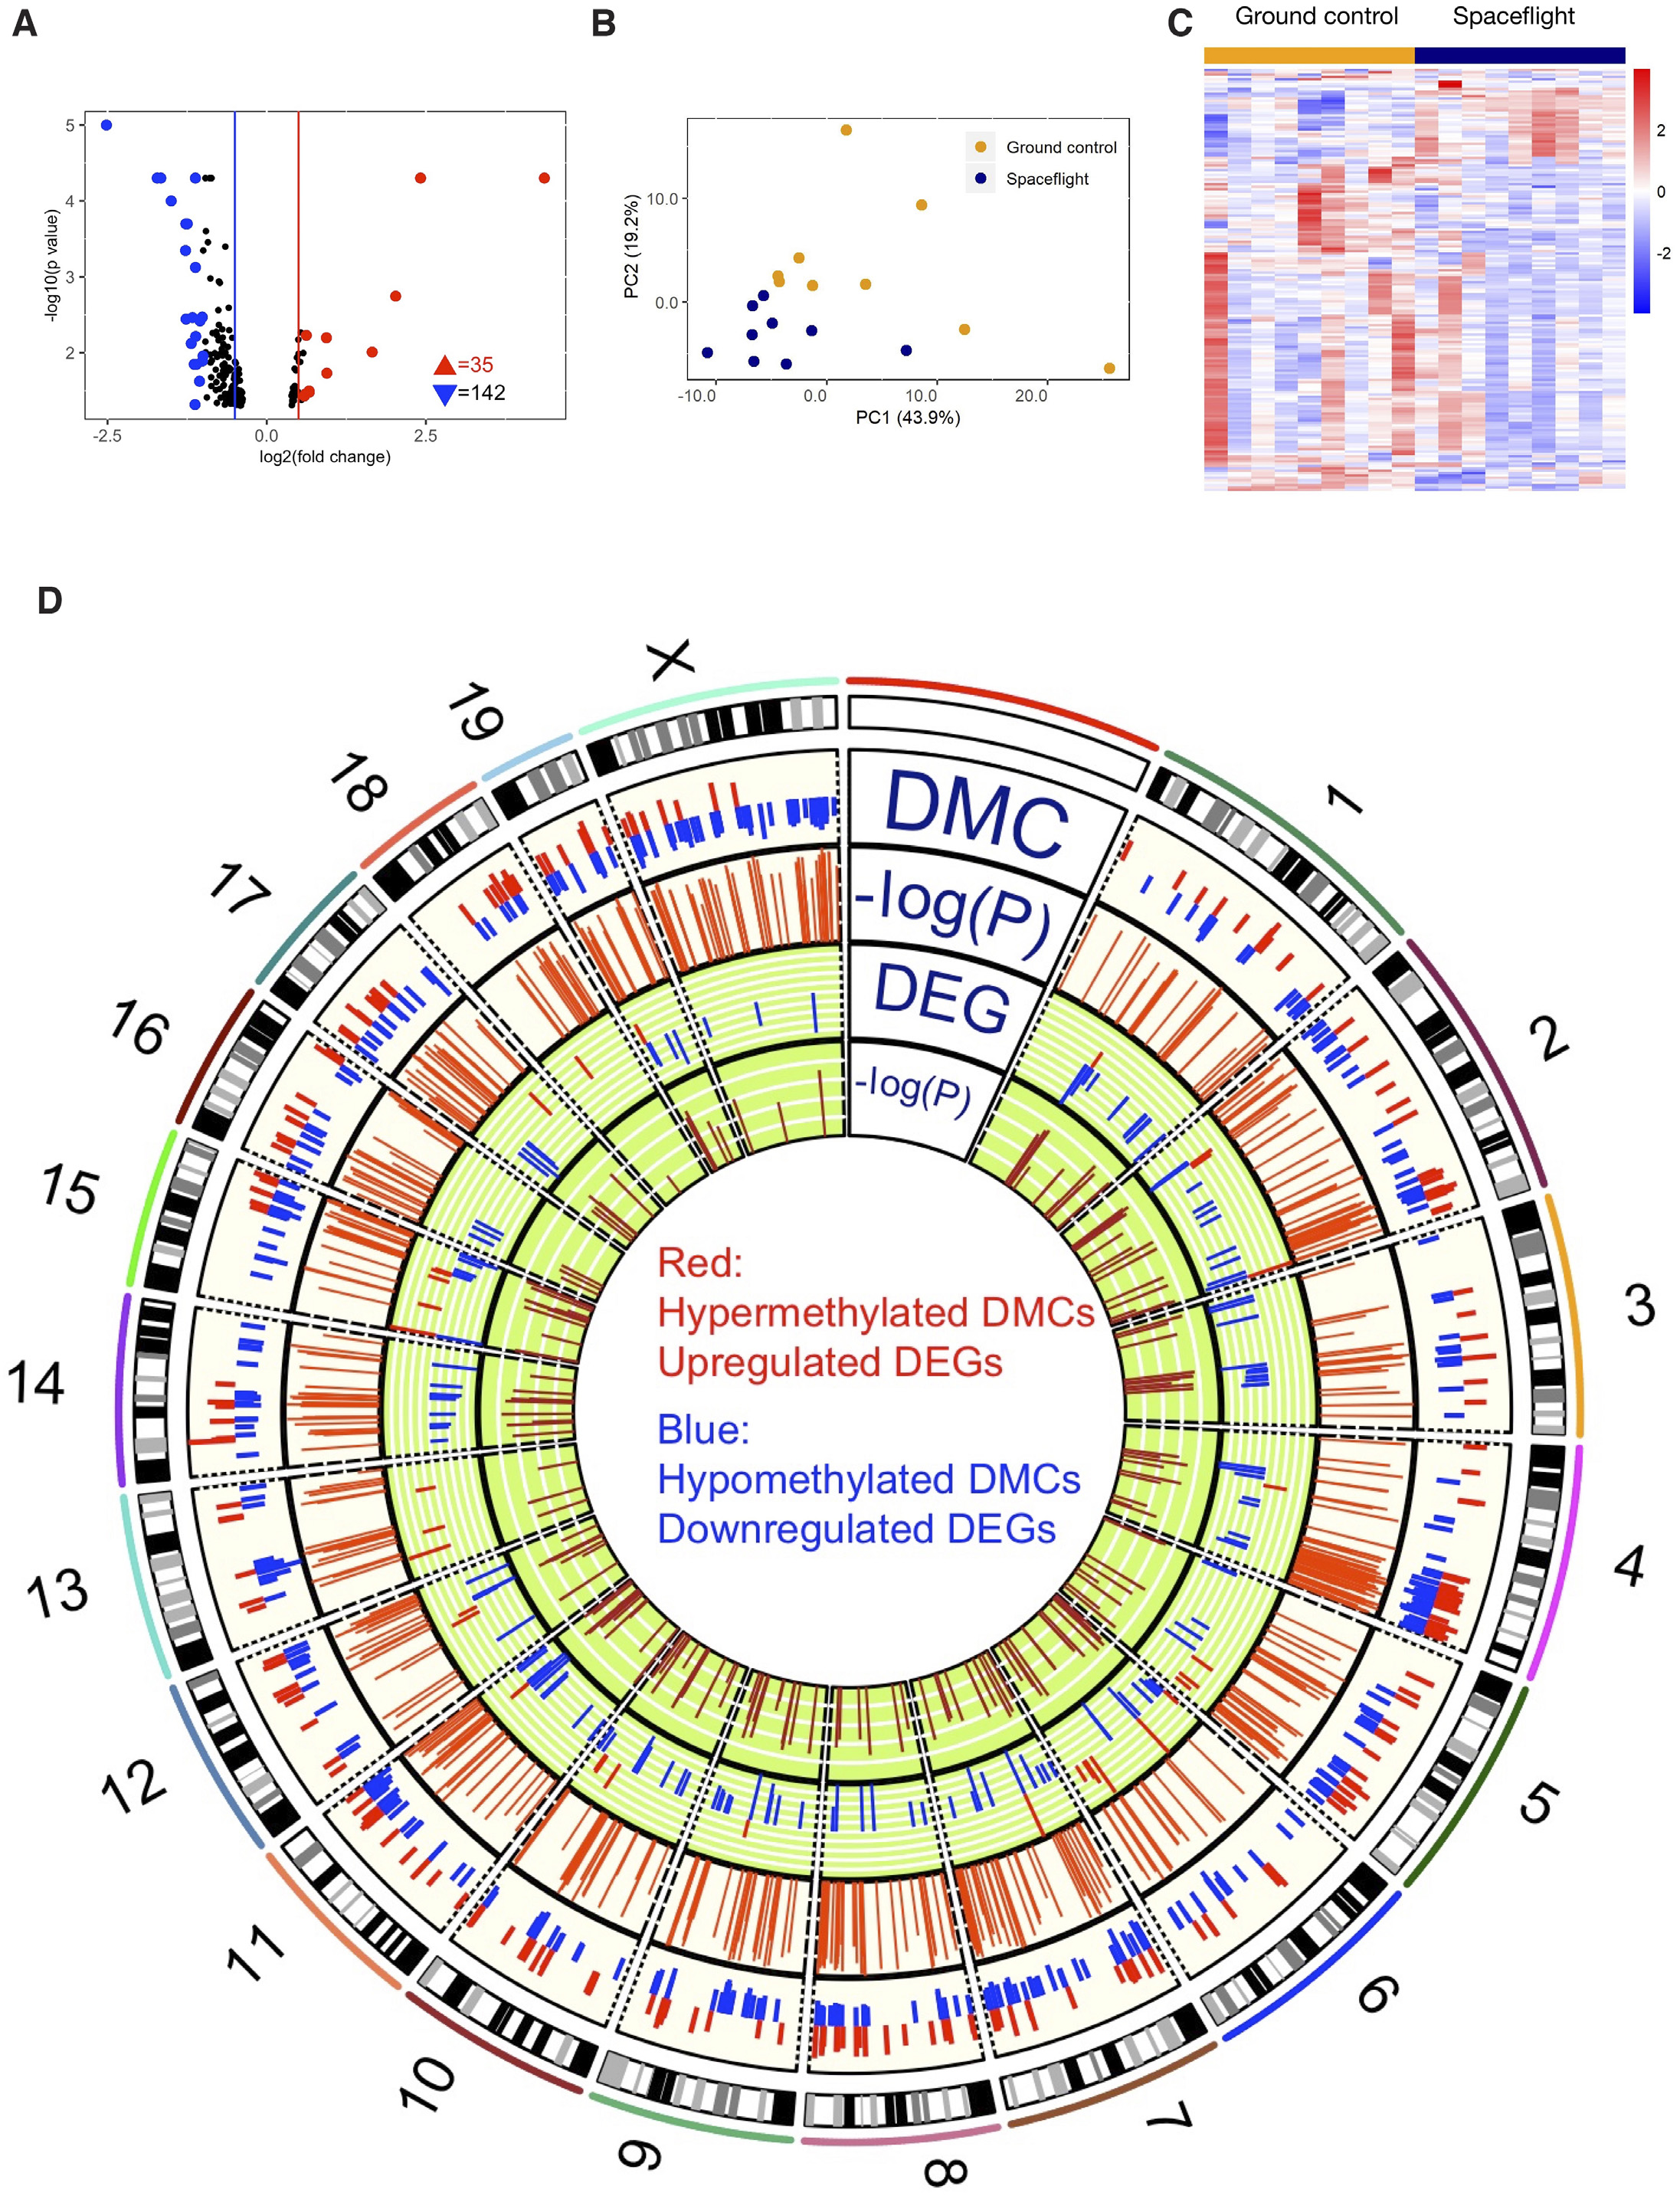 A
5
4
3
2
-log10(p value)
-2.5
0.0
2.5
log2(fold change)
=35
=142
B
Ground control
Spaceflight
10.0
0.0
PC2 (19.2%)
-10.0
0.0
10.0
20.0
PC1 (43.9%)
C
Ground control
Spaceflight
2
0
-2
D
DMC
-log(P)
DEG
-log(P)
1
2
3
4
5
6
7
8
9
10
11
12
13
14
15
16
17
18
19
X
Red:
Hypermethylated DMCs
Upregulated DEGs
Blue:
Hypomethylated DMCs
Downregulated DEGs